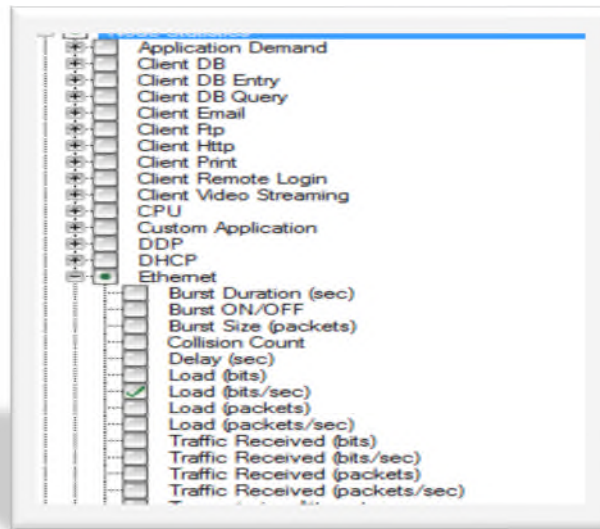 Node Statistics
Application Demand
Client DB
Client DB Entry
Client DB Query
Client Email
Client Ftp
Client Http
Client Print
Client Remote Login
Client Video Streaming
CPU
Custom Application
DDP
DHCP
Ethernet
Burst Duration (sec)
Burst ON/OFF
Burst Size (packets)
Collision Count
Delay (sec)
Load (bits)
Load (bits/sec)
Load (packets)
Load (packets/sec)
Traffic Received (bits)
Traffic Received (bits/sec)
Traffic Received (packets)
Traffic Received (packets/sec)